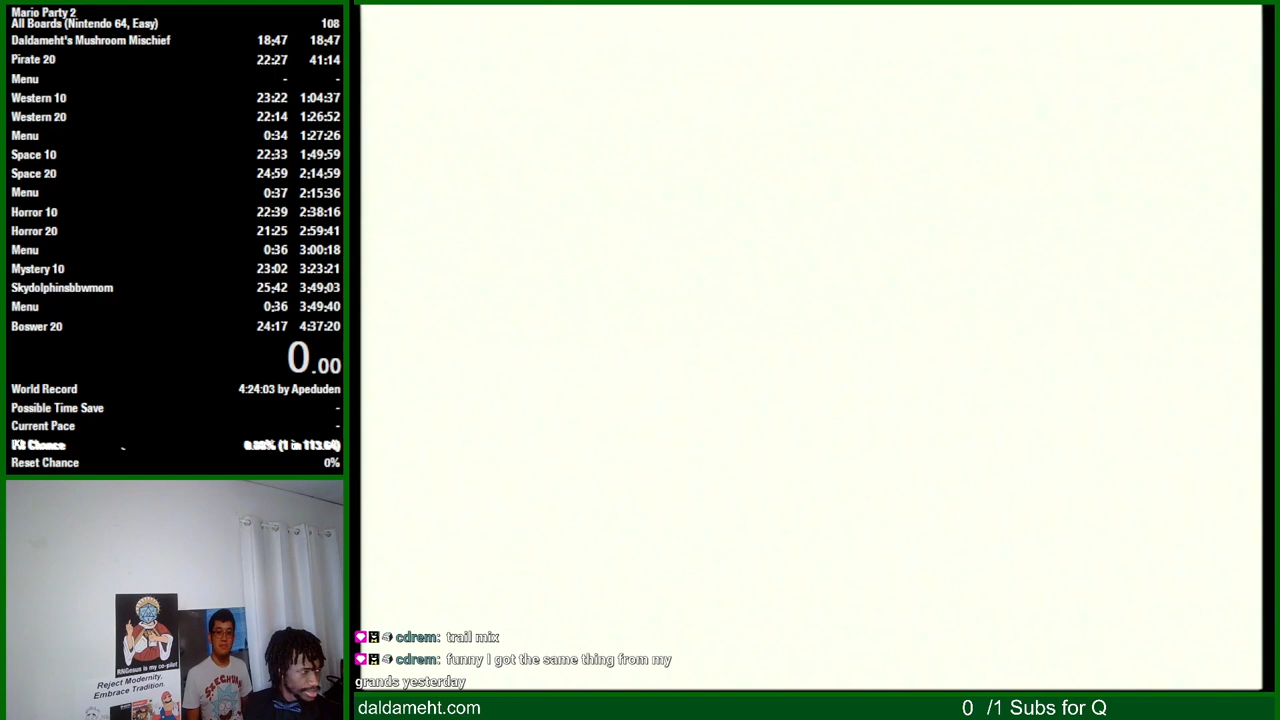 Mario Party 2
All Boards (Nintendo 64, Easy) 108
Daldameht's Mushroom Mischief 18:47 18:47
Pirate 20 22:27 41:14
Menu - -
Western 10 23:22 1:04:37
Western 20 22:14 1:26:52
Menu 0:34 1:27:26
Space 10 22:33 1:49:59
Space 20 24:59 2:14:59
Menu 0:37 2:15:36
Horror 10 22:39 2:38:16
Horror 20 21:25 2:59:41
Menu 0:36 3:00:18
Mystery 10 23:02 3:23:21
Skydolphinsbbwmom 25:42 3:49:03
Menu 0:36 3:49:40
Boswer 20 24:17 4:37:20
0.00
World Record 4:24:03 by Apeduden
Possible Time Save -
Current Pace -
Reset Chance 0%
RNGesus is my co-pilot
Reject Modernity.
Embrace Tradition.
cdrem: trail mix
cdrem: funny I got the same thing from my
grands yesterday
daldameht.com 0 /1 Subs for Q